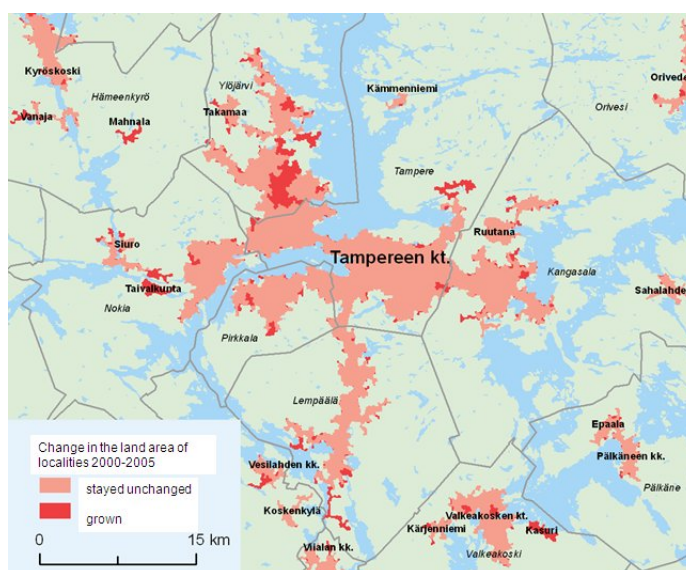 Kyröskoski
Ylöjärvi
Kämmenniemi
Orivede
Hämeenkyrö
Takamaa
Orivesi
Vanaja
Mahnala
Tampere
Ruutana
Siuro
Tampereen kt.
Kangasala
Taivalkunta
Sahalahde
Nokia
Pirkkala
Lempäälä
Epaala
Change in the land area of
localities 2000-2005
Vesilahden kk.
Pälkäneen kk.
stayed unchanged
Pälkäne
Koskenkylä
Valkeakosken kt.
grown
Kärjenniemi
Kasuri
Viialan kk.
Valkeakoski
0 15 km